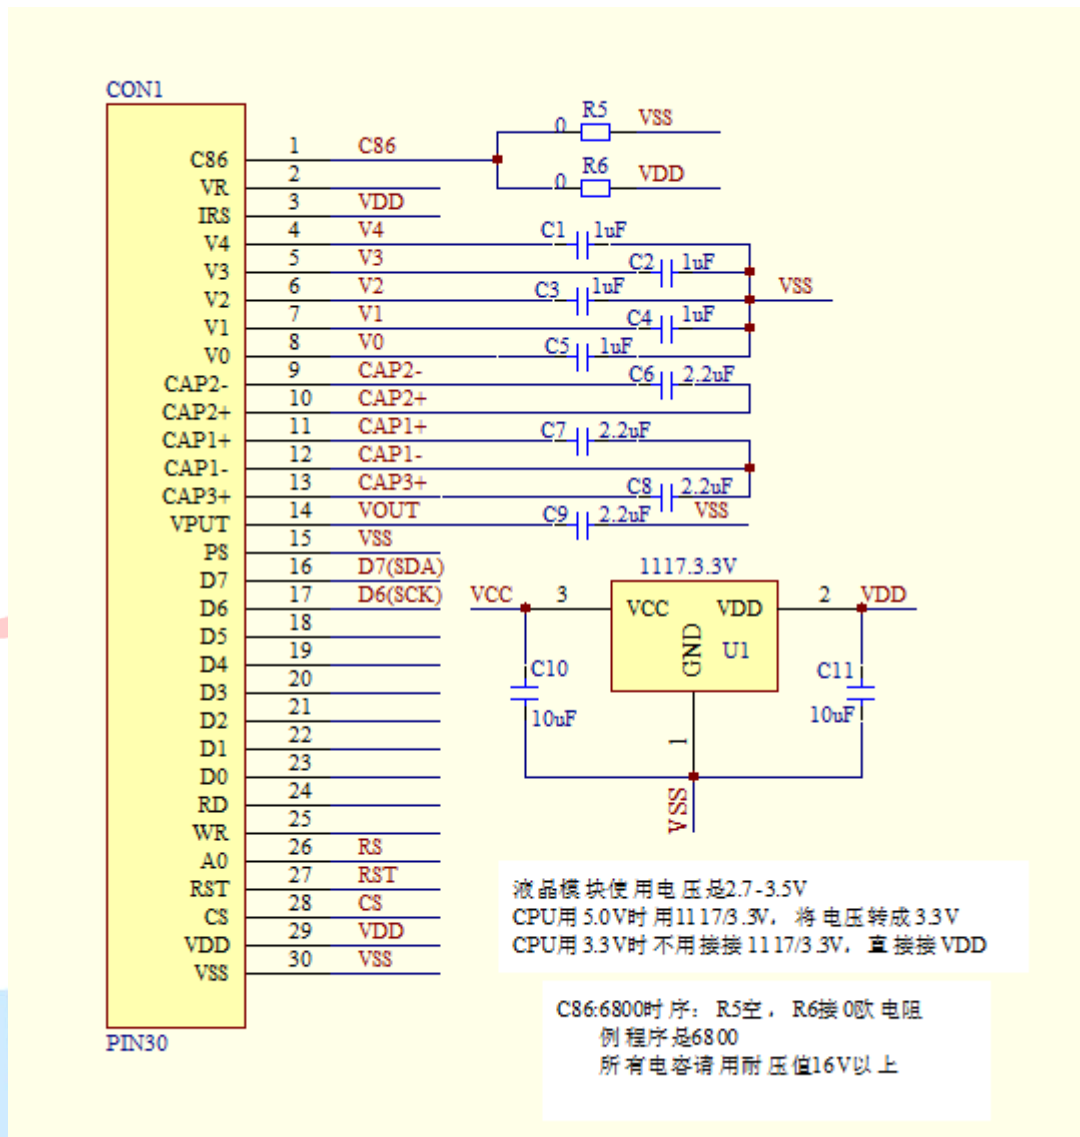 CON1
R5
0
VSS
C86 1 C86
R6
0
VDD
VR 2
IRS 3 VDD
V4 4 V4 C1 1uF
V3 5 V3 C2 1uF
V2 6 V2 C3 1uF VSS
V1 7 V1 C4 1uF
V0 8 V0 C5 1uF
CAP2- 9 CAP2- C6 2.2uF
CAP2+ 10 CAP2+
CAP1+ 11 CAP1+ C7 2.2uF
CAP1- 12 CAP1-
CAP3+ 13 CAP3+ C8 2.2uF
VPUT 14 VOUT C9 2.2uF VSS
PS 15 VSS
D7 16 D7(SDA)
D6 17 D6(SCK)
D5 18
D4 19
D3 20
D2 21
D1 22
D0 23
RD 24
WR 25
A0 26 RS
RST 27 RST
CS 28 CS
VDD 29 VDD
VSS 30 VSS
PIN30
1117.3.3V
VCC 3 VCC VDD 2 VDD
GND U1
C10
10uF
C11
10uF
1
VSS
液晶模块使用电压是2.7-3.5V
CPU用5.0V时用1117/3.3V，将电压转成3.3V
CPU用3.3V时不用接接1117/3.3V，直接接VDD
C86:6800时序：R5空，R6接0欧电阻
例程序是6800
所有电容请用耐压值16V以上